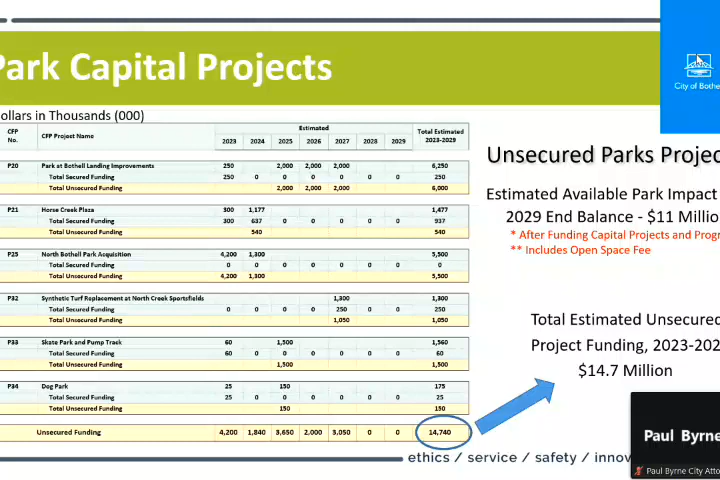 Park Capital Projects
City of Bothe
ollars in Thousands (000)
CFP No. CFP Project Name Estimated Total Estimated 2023-2029
2023 2024 2025 2026 2027 2028 2029
P20 Park at Bothell Landing Improvements 250 2,000 2,000 2,000 6,250
Total Secured Funding 250 0 0 0 0 0 0 250
Total Unsecured Funding 2,000 2,000 2,000 6,000
P21 Horse Creek Plaza 300 1,177 1,477
Total Secured Funding 300 637 0 0 0 0 0 937
Total Unsecured Funding 540 540
P25 North Bothell Park Acquisition 4,200 1,300 5,500
Total Secured Funding 0 0 0 0 0 0 0 0
Total Unsecured Funding 4,200 1,300 5,500
P32 Synthetic Turf Replacement at North Creek Sportsfields 1,300 1,300
Total Secured Funding 0 0 0 0 250 0 0 250
Total Unsecured Funding 1,050 1,050
P33 Skate Park and Pump Track 60 1,500 1,560
Total Secured Funding 60 0 0 0 0 0 0 60
Total Unsecured Funding 1,500 1,500
P34 Dog Park 25 150 175
Total Secured Funding 25 0 0 0 0 0 0 25
Total Unsecured Funding 150 150
Unsecured Funding 4,200 1,840 3,650 2,000 3,050 0 0 14,740
Unsecured Parks Projec
Estimated Available Park Impact
2029 End Balance - $11 Millio
* After Funding Capital Projects and Progr
** Includes Open Space Fee
Total Estimated Unsecured
Project Funding, 2023-202
$14.7 Million
ethics / service / safety / innov
Paul Byrne
Paul Byrne City Atto